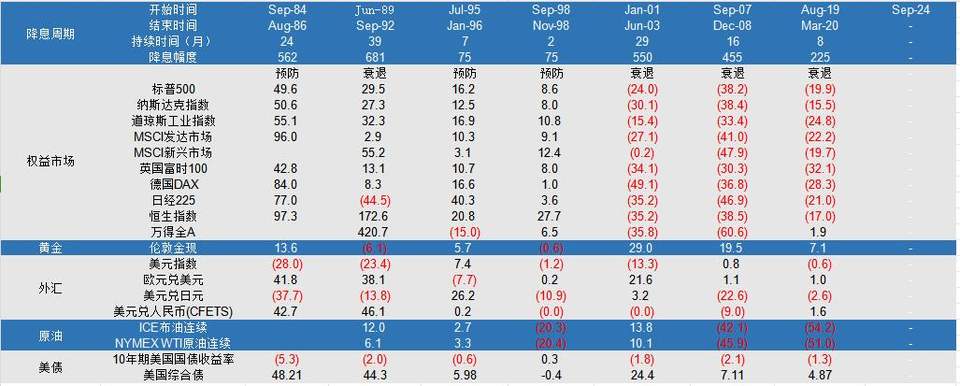 降息周期 开始时间 Sep-84 Jun-89 Jul-95 Sep-98 Jan-01 Sep-07 Aug-19 Sep-24
结束时间 Aug-86 Sep-92 Jan-96 Nov-98 Jun-03 Dec-08 Mar-20 -
持续时间（月） 24 39 7 2 29 16 8 -
降息幅度 562 681 75 75 550 455 225 -
预防 衰退 预防 预防 衰退 衰退 衰退
权益市场 标普500 49.6 29.5 16.2 8.6 (24.0) (38.2) (19.9) -
纳斯达克指数 50.6 27.3 12.5 8.0 (30.1) (38.4) (15.5) -
道琼斯工业指数 55.1 32.3 16.9 10.8 (15.4) (33.4) (24.8) -
MSCI发达市场 96.0 2.9 10.3 9.1 (27.1) (41.0) (22.2) -
MSCI新兴市场 55.2 3.1 12.4 (0.2) (47.9) (19.7) -
英国富时100 42.8 13.1 10.7 8.0 (34.1) (30.3) (32.1) -
德国DAX 84.0 8.3 16.6 1.0 (49.1) (36.8) (28.3) -
日经225 77.0 (44.5) 40.3 3.6 (35.2) (46.9) (21.0) -
恒生指数 97.3 172.6 20.8 27.7 (35.2) (38.5) (17.0) -
万得全A 420.7 (15.0) 6.5 (35.8) (60.6) 1.9 -
黄金 伦敦金现 13.6 (6.1) 5.7 (0.6) 29.0 19.5 7.1 -
外汇 美元指数 (28.0) (23.4) 7.4 (1.2) (13.3) 0.8 (0.6) -
欧元兑美元 41.8 38.1 (7.7) 0.2 21.6 1.1 1.0 -
美元兑日元 (37.7) (13.8) 26.2 (10.9) 3.2 (22.6) (2.6) -
美元兑人民币(CFETS) 42.7 46.1 0.2 (0.0) (0.0) (9.0) 1.6 -
原油 ICE布油连续 12.0 2.7 (20.3) 13.8 (42.1) (54.2) -
NYMEX WTI原油连续 6.1 3.3 (20.4) 10.1 (45.9) (51.0) -
美债 10年期美国国债收益率 (5.3) (2.0) (0.6) 0.3 (1.8) (2.1) (1.3) -
美国综合债 48.21 44.3 5.98 -0.4 24.4 7.11 4.87 -